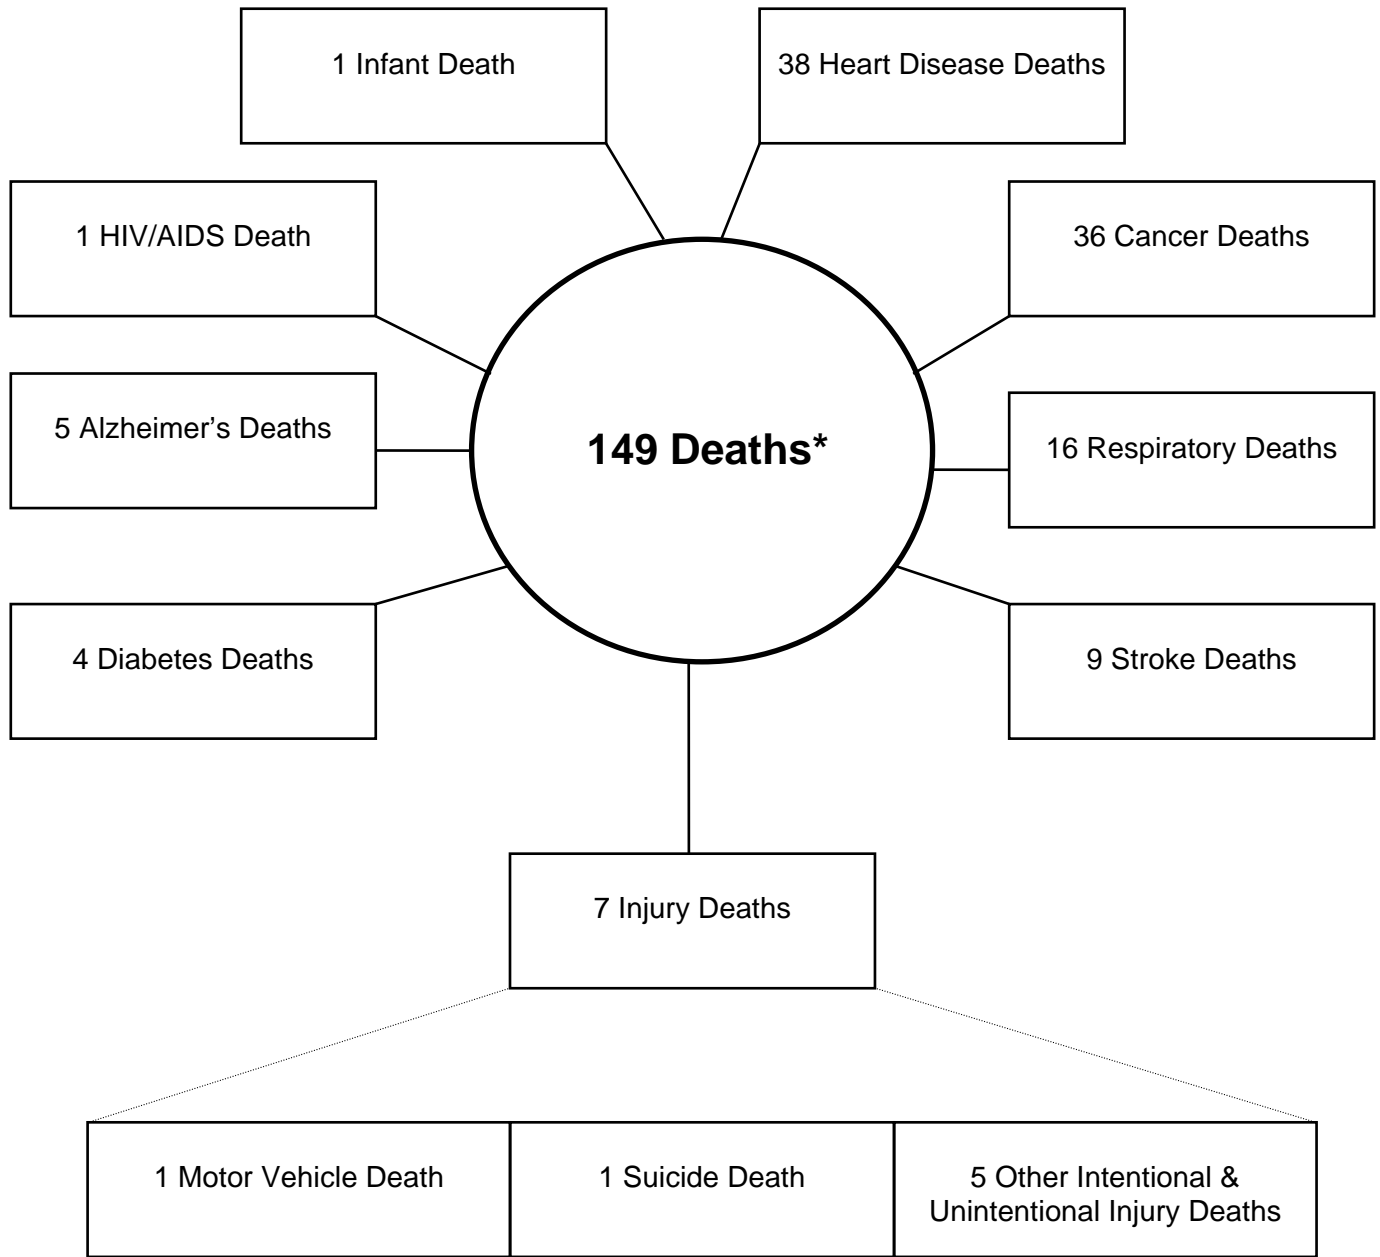 1 Infant Death
38 Heart Disease Deaths
1 HIV/AIDS Death
36 Cancer Deaths
5 Alzheimer’s Deaths
149 Deaths*
16 Respiratory Deaths
4 Diabetes Deaths
9 Stroke Deaths
7 Injury Deaths
1 Motor Vehicle Death
1 Suicide Death
5 Other Intentional &
Unintentional Injury Deaths